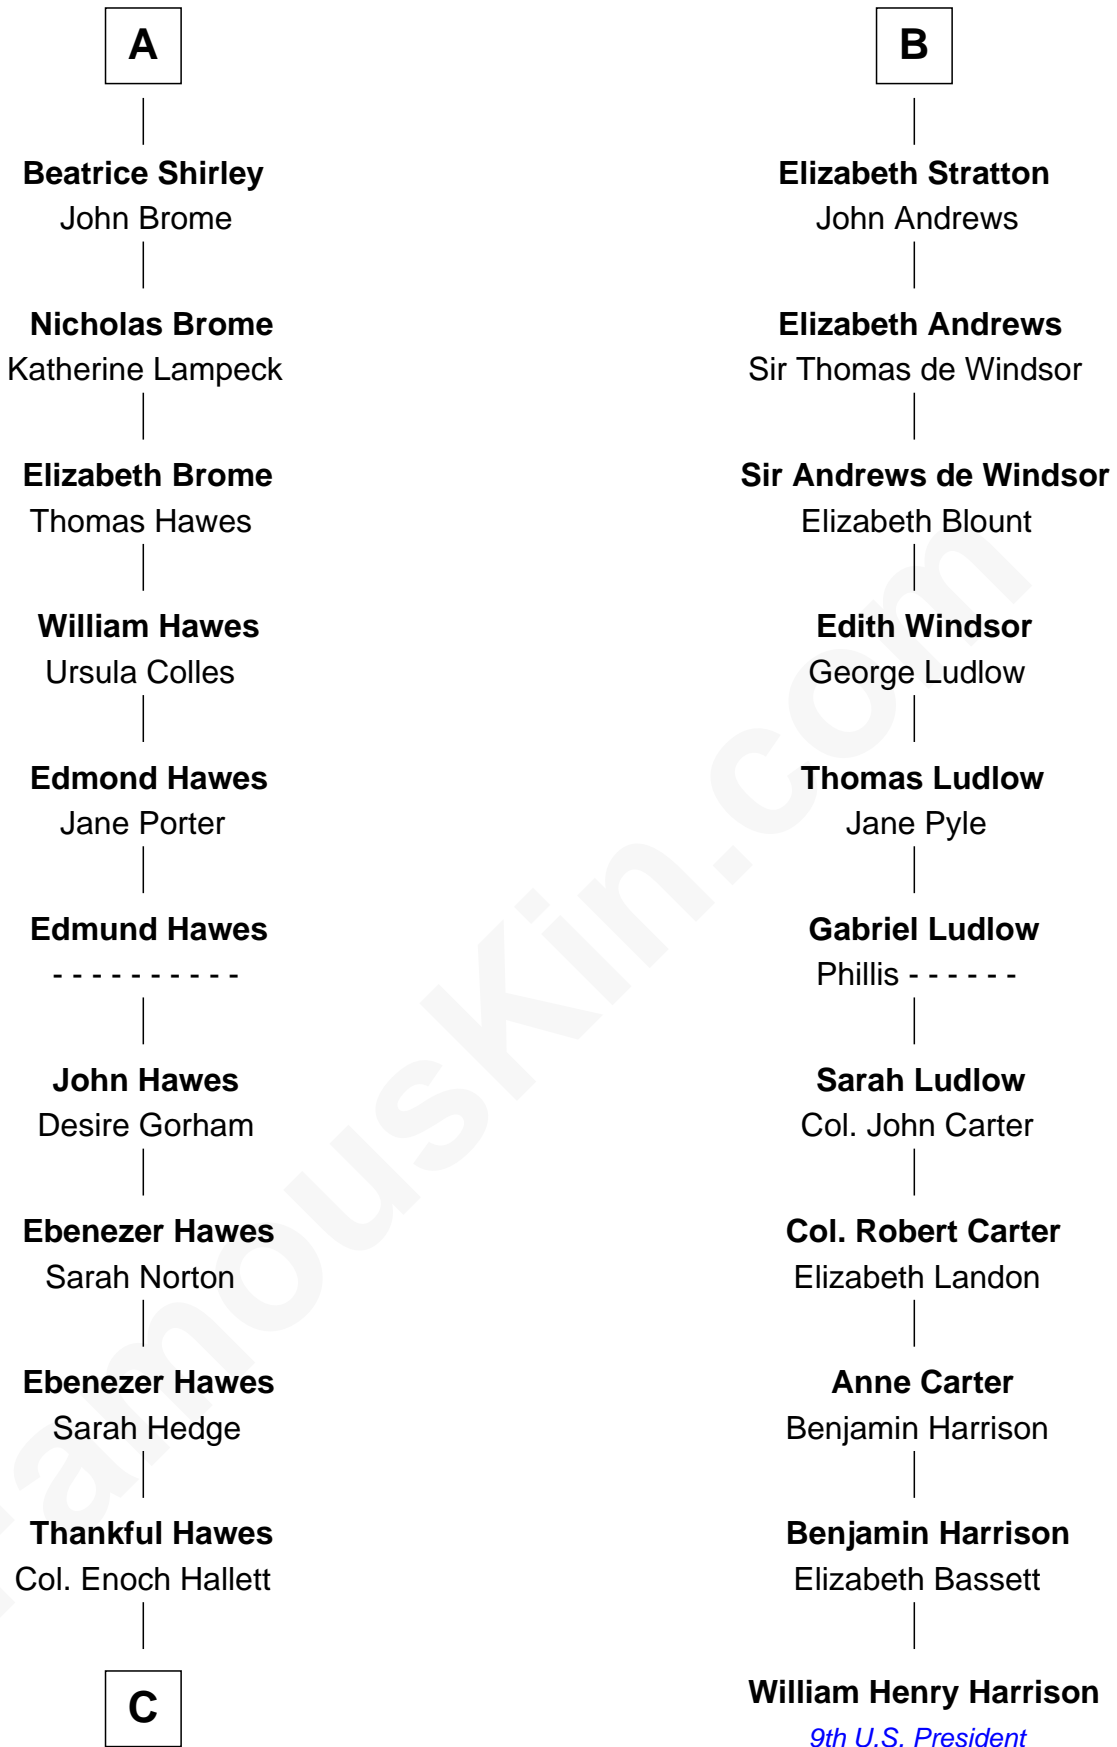 A
Beatrice Shirley
John Brome
Nicholas Brome
Katherine Lampeck
Elizabeth Brome
Thomas Hawes
William Hawes
Ursula Colles
Edmond Hawes
Jane Porter
Edmund Hawes
- - - - - - - - - -
John Hawes
Desire Gorham
Ebenezer Hawes
Sarah Norton
Ebenezer Hawes
Sarah Hedge
Thankful Hawes
Col. Enoch Hallett
C
B
Elizabeth Stratton
John Andrews
Elizabeth Andrews
Sir Thomas de Windsor
Sir Andrews de Windsor
Elizabeth Blount
Edith Windsor
George Ludlow
Thomas Ludlow
Jane Pyle
Gabriel Ludlow
Phillis - - - - - -
Sarah Ludlow
Col. John Carter
Col. Robert Carter
Elizabeth Landon
Anne Carter
Benjamin Harrison
Benjamin Harrison
Elizabeth Bassett
William Henry Harrison
9th U.S. President
FamousKin.com